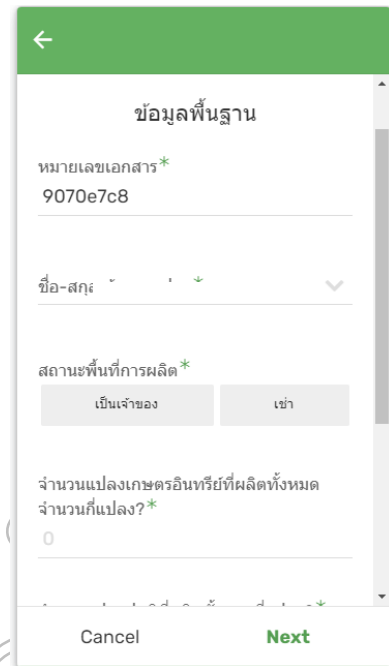 ข้อมูลพื้นฐาน
หมายเลขเอกสาร*
9070e7c8
*
สถานะพื้นที่การผลิต*
เป็นเจ้าของ เช่า
จำนวนแปลงเกษตรอินทรีย์ที่ผลิตทั้งหมด
จำนวนกี่แปลง?*
0
Cancel Next